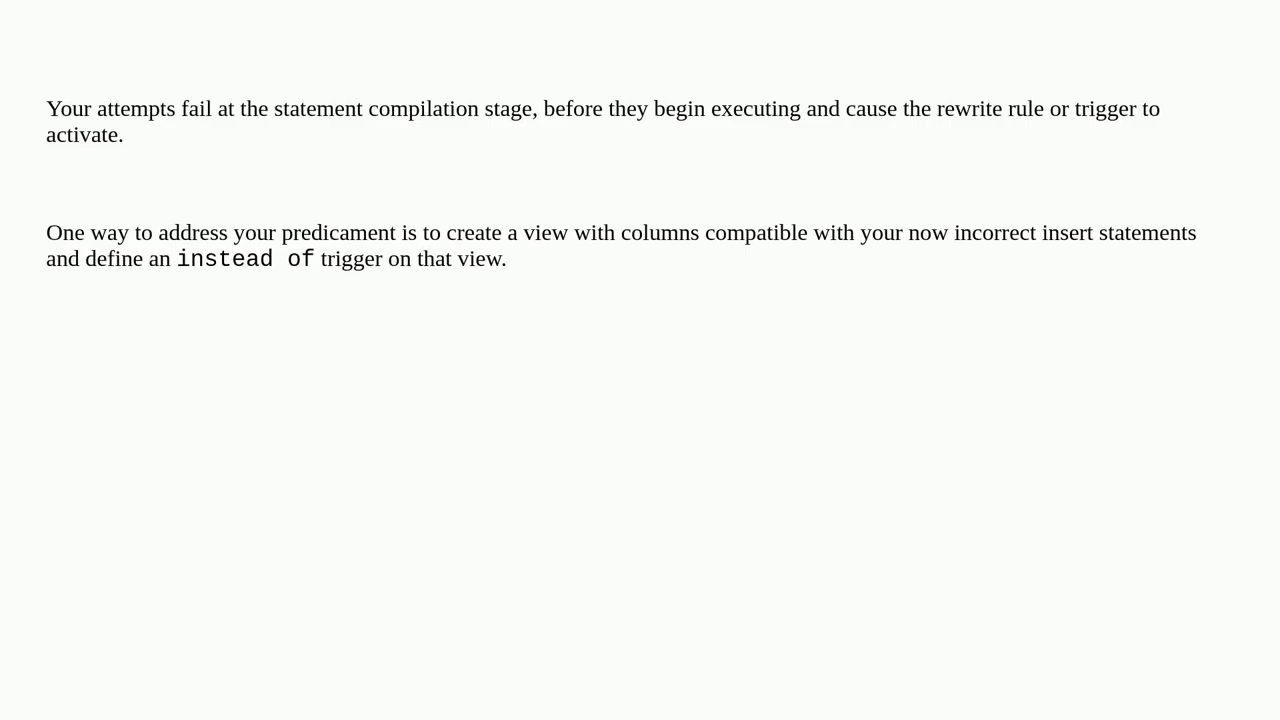 Your attempts fail at the statement compilation stage, before they begin executing and cause the rewrite rule or trigger to
activate.
One way to address your predicament is to create a view with columns compatible with your now incorrect insert statements
and define an instead of trigger on that view.